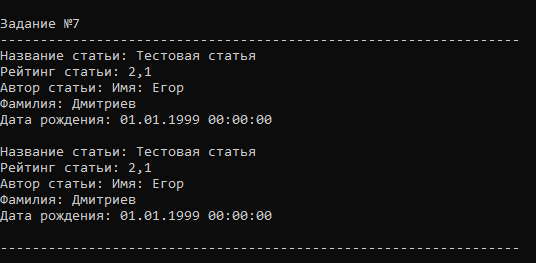 Задание №7
-----------------------------------------------------------------
Название статьи: Тестовая статья
Рейтинг статьи: 2,1
Автор статьи: Имя: Егор
Фамилия: Дмитриев
Дата рождения: 01.01.1999 00:00:00
Название статьи: Тестовая статья
Рейтинг статьи: 2,1
Автор статьи: Имя: Егор
Фамилия: Дмитриев
Дата рождения: 01.01.1999 00:00:00
-----------------------------------------------------------------